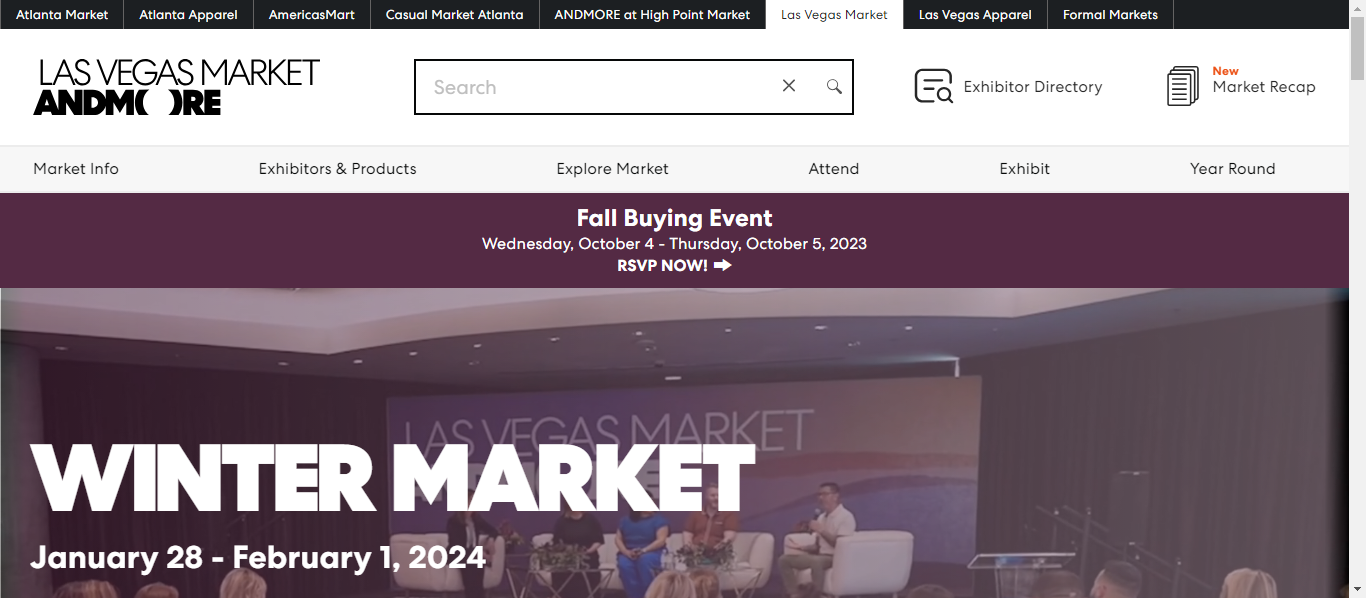 Atlanta Market
Atlanta Apparel
AmericasMart
Casual Market Atlanta
ANDMORE at High Point Market
Las Vegas Market
Las Vegas Apparel
Formal Markets
LAS VEGAS MARKET
ANDM( )RE
Search
Exhibitor Directory
New
Market Recap
Market Info
Exhibitors & Products
Explore Market
Attend
Exhibit
Year Round
Fall Buying Event
Wednesday, October 4 - Thursday, October 5, 2023
RSVP NOW!
LAS VEGAS MARKET
WINTER MARKET
January 28 - February 1, 2024